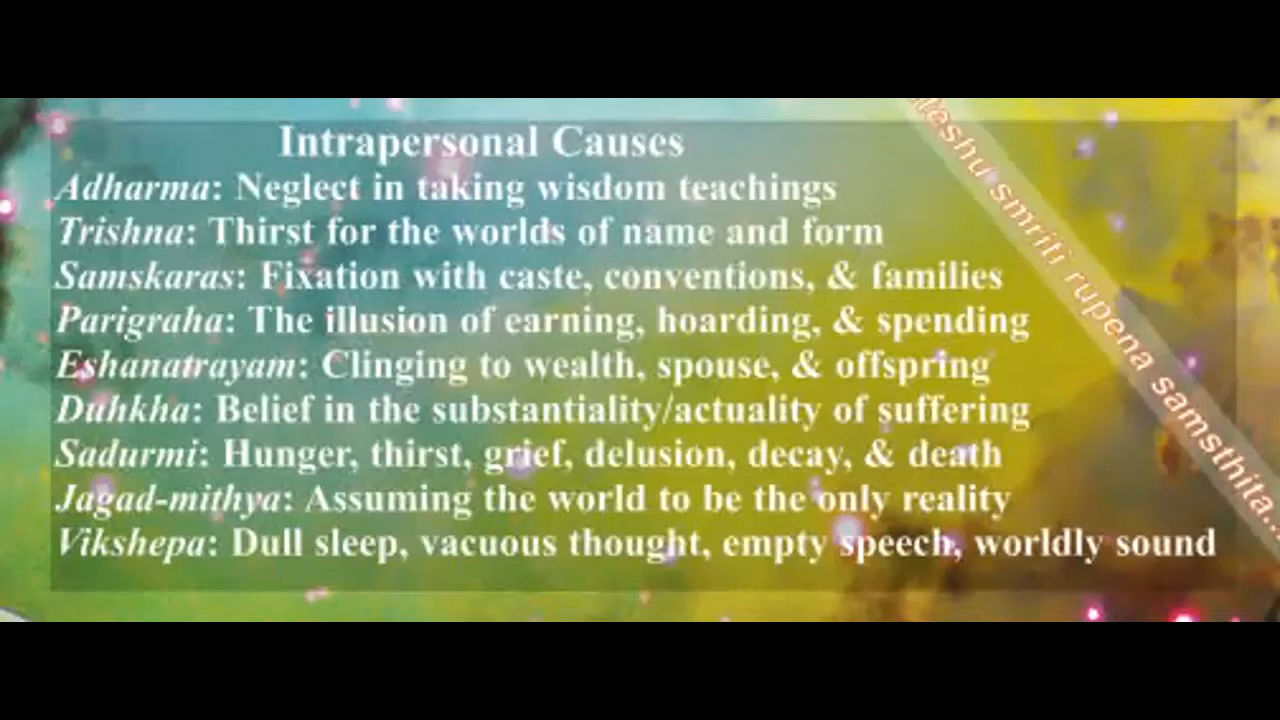 Intrapersonal Causes
Adharma: Neglect in taking wisdom teachings
Trishna: Thirst for the worlds of name and form
Samskaras: Fixation with caste, conventions, & families
Parigraha: The illusion of earning, hoarding, & spending
Eshanatrayam: Clinging to wealth, spouse, & offspring
Duhkha: Belief in the substantiality/actuality of suffering
Sadurmi: Hunger, thirst, grief, delusion, decay, & death
Jagad-mithya: Assuming the world to be the only reality
Vikshepa: Dull sleep, vacuous thought, empty speech, worldly sound
smriti rupena samsthita...